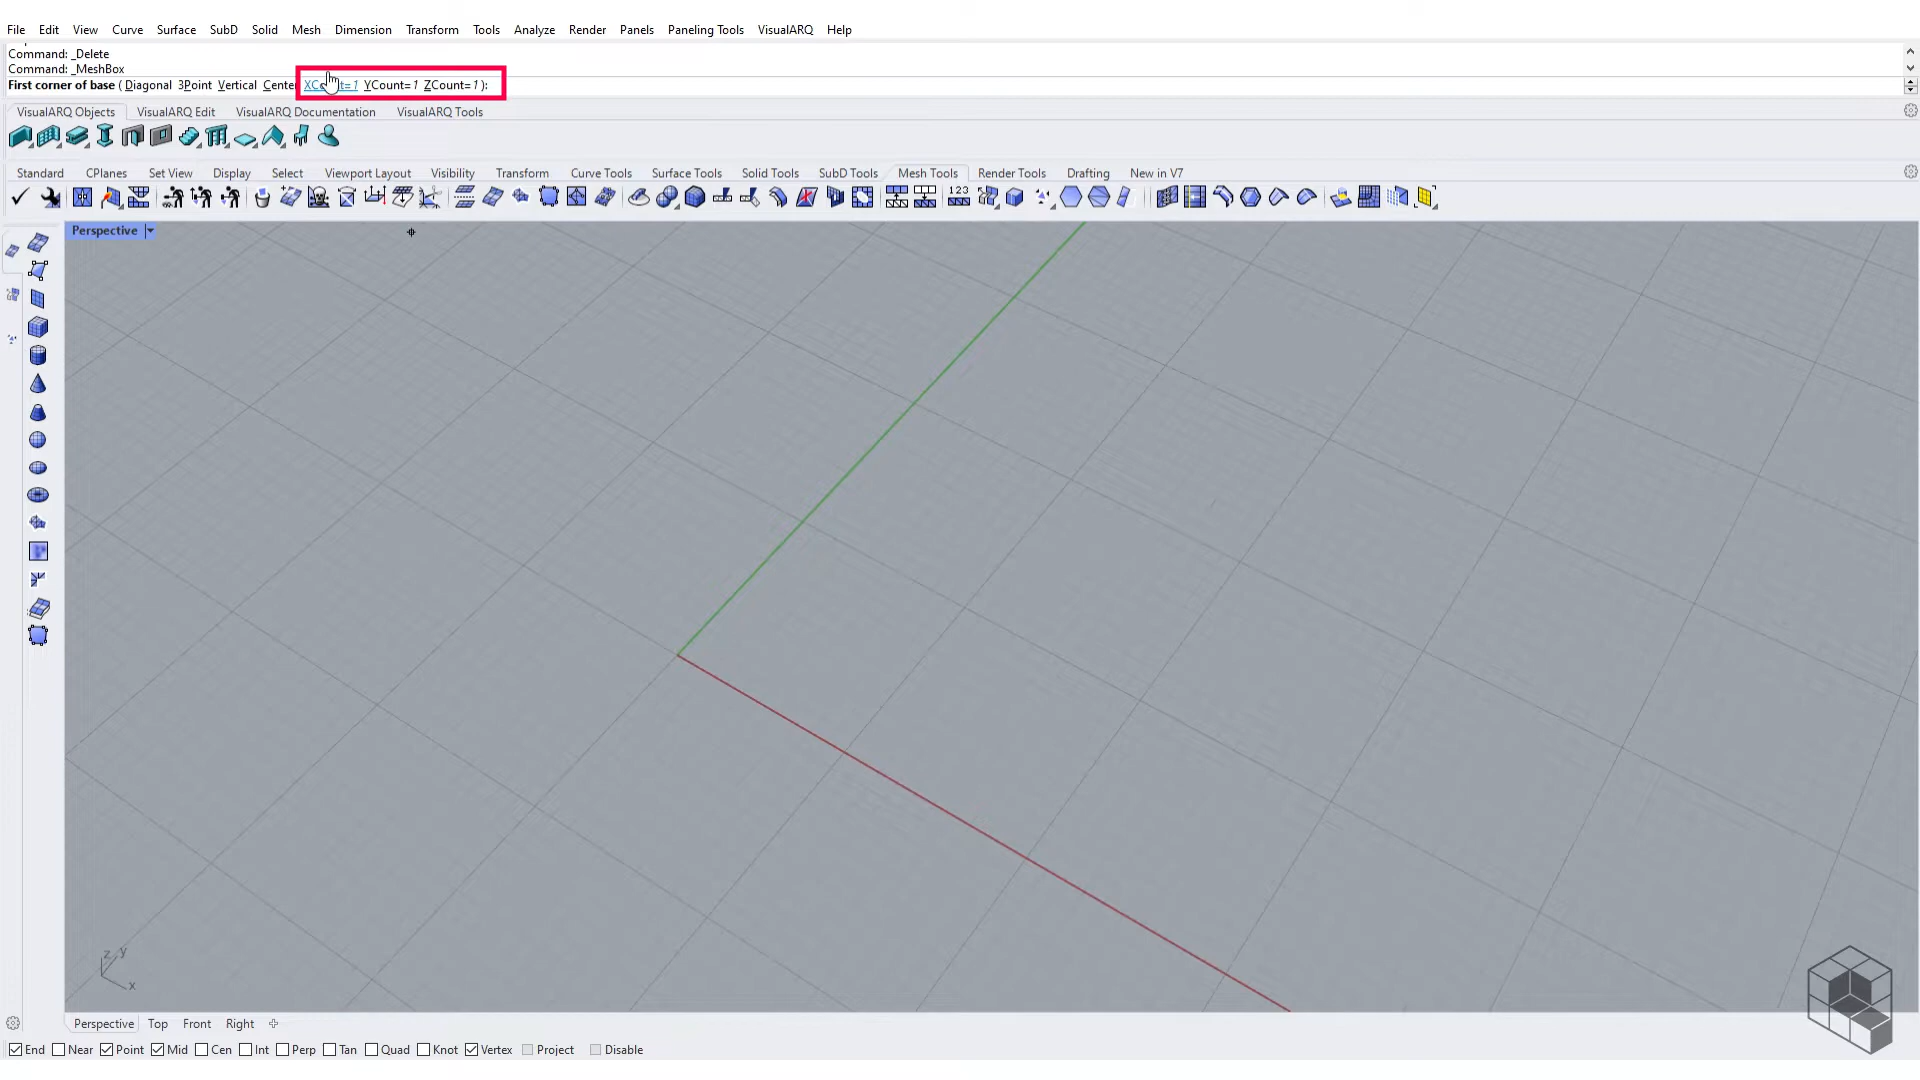 File Edit View Curve Surface SubD Solid Mesh Dimension Transform Tools Analyze Render Panels Paneling Tools VisualARQ Help
Command: _Delete
Command: _MeshBox
First corner of base ( Diagonal 3Point Vertical Center XCount=1 YCount=1 ZCount=1 ):
VisualARQ Objects VisualARQ Edit VisualARQ Documentation VisualARQ Tools
Standard CPlanes Set View Display Select Viewport Layout Visibility Transform Curve Tools Surface Tools Solid Tools SubD Tools Mesh Tools Render Tools Drafting New in V7
123
Perspective
z y
x
Perspective Top Front Right
End Near Point Mid Cen Int Perp Tan Quad Knot Vertex Project Disable